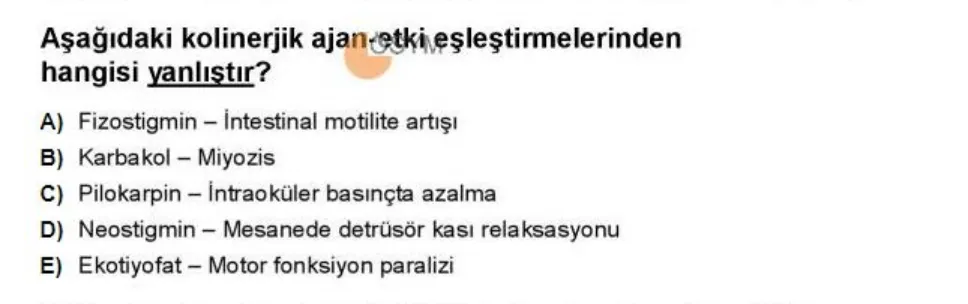 Aşağıdaki kolinerjik ajan-etki eşleştirmelerinden
hangisi yanlıştır?
A) Fizostigmin – İntestinal motilite artışı
B) Karbakol – Miyozis
C) Pilokarpin – İntraoküler basınçta azalma
D) Neostigmin – Mesanede detrüsör kası relaksasyonu
E) Ekotiyofat – Motor fonksiyon paralizi